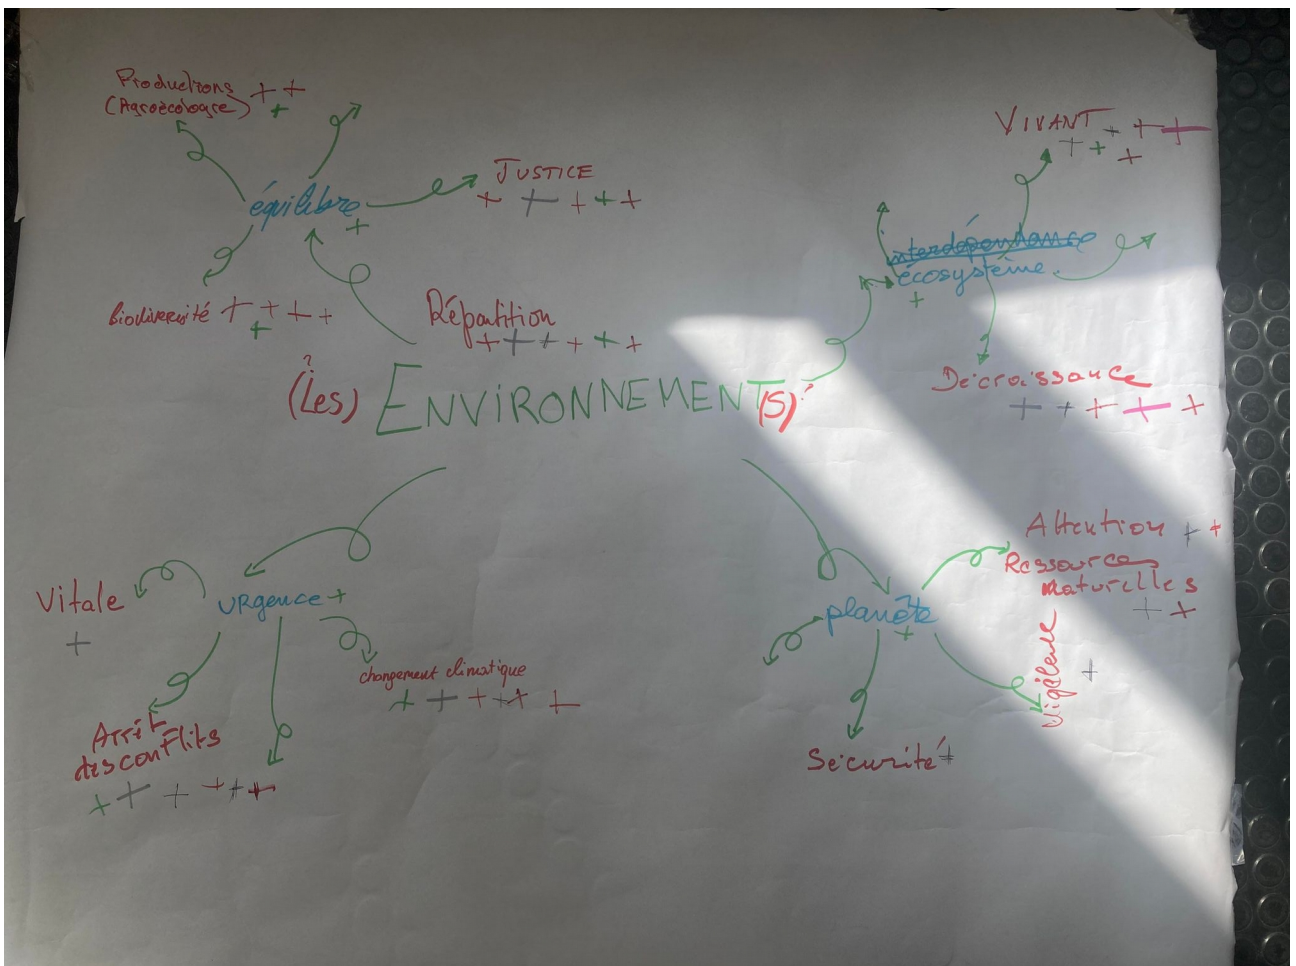 Productions
(Agroécologie)
++
+
équilibre
+
JUSTICE
+ + + + +
biodiversité + + + +
+
Répartition
+ + + + + +
?
(Les) ENVIRONNEMENT(S)?
VIVANT + + +
+ + +
interdépendance
écosystème
+
Décroissance
+ + + + +
Vitale
+
urgence +
Arrêt
des conflits
+ + + + + +
changement climatique
+ + + + + +
planète
+
Attention + +
Ressources
naturelles
+ +
+
Sécurité +